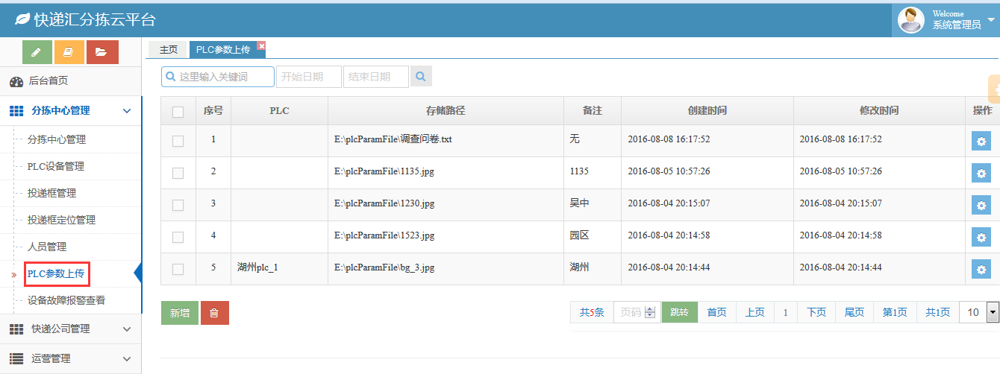 快递汇分拣云平台
Welcome
系统管理员
主页
PLC参数上传
后台首页
分拣中心管理
分拣中心管理
PLC设备管理
投递框管理
投递框定位管理
人员管理
PLC参数上传
设备故障报警查看
快递公司管理
运营管理
这里输入关键词 开始日期 结束日期
序号 PLC 存储路径 备注 创建时间 修改时间 操作
1 E:\plcParamFile\调查问卷.txt 无 2016-08-08 16:17:52 2016-08-08 16:17:52
2 E:\plcParamFile\1135.jpg 1135 2016-08-05 10:57:26 2016-08-05 10:57:26
3 E:\plcParamFile\1230.jpg 吴中 2016-08-04 20:15:07 2016-08-04 20:15:07
4 E:\plcParamFile\1523.jpg 园区 2016-08-04 20:14:58 2016-08-04 20:14:58
5 湖州plc_1 E:\plcParamFile\bg_3.jpg 湖州 2016-08-04 20:14:44 2016-08-04 20:14:44
新增 共5条 页码 跳转 首页 上页 1 下页 尾页 第1页 共1页 10